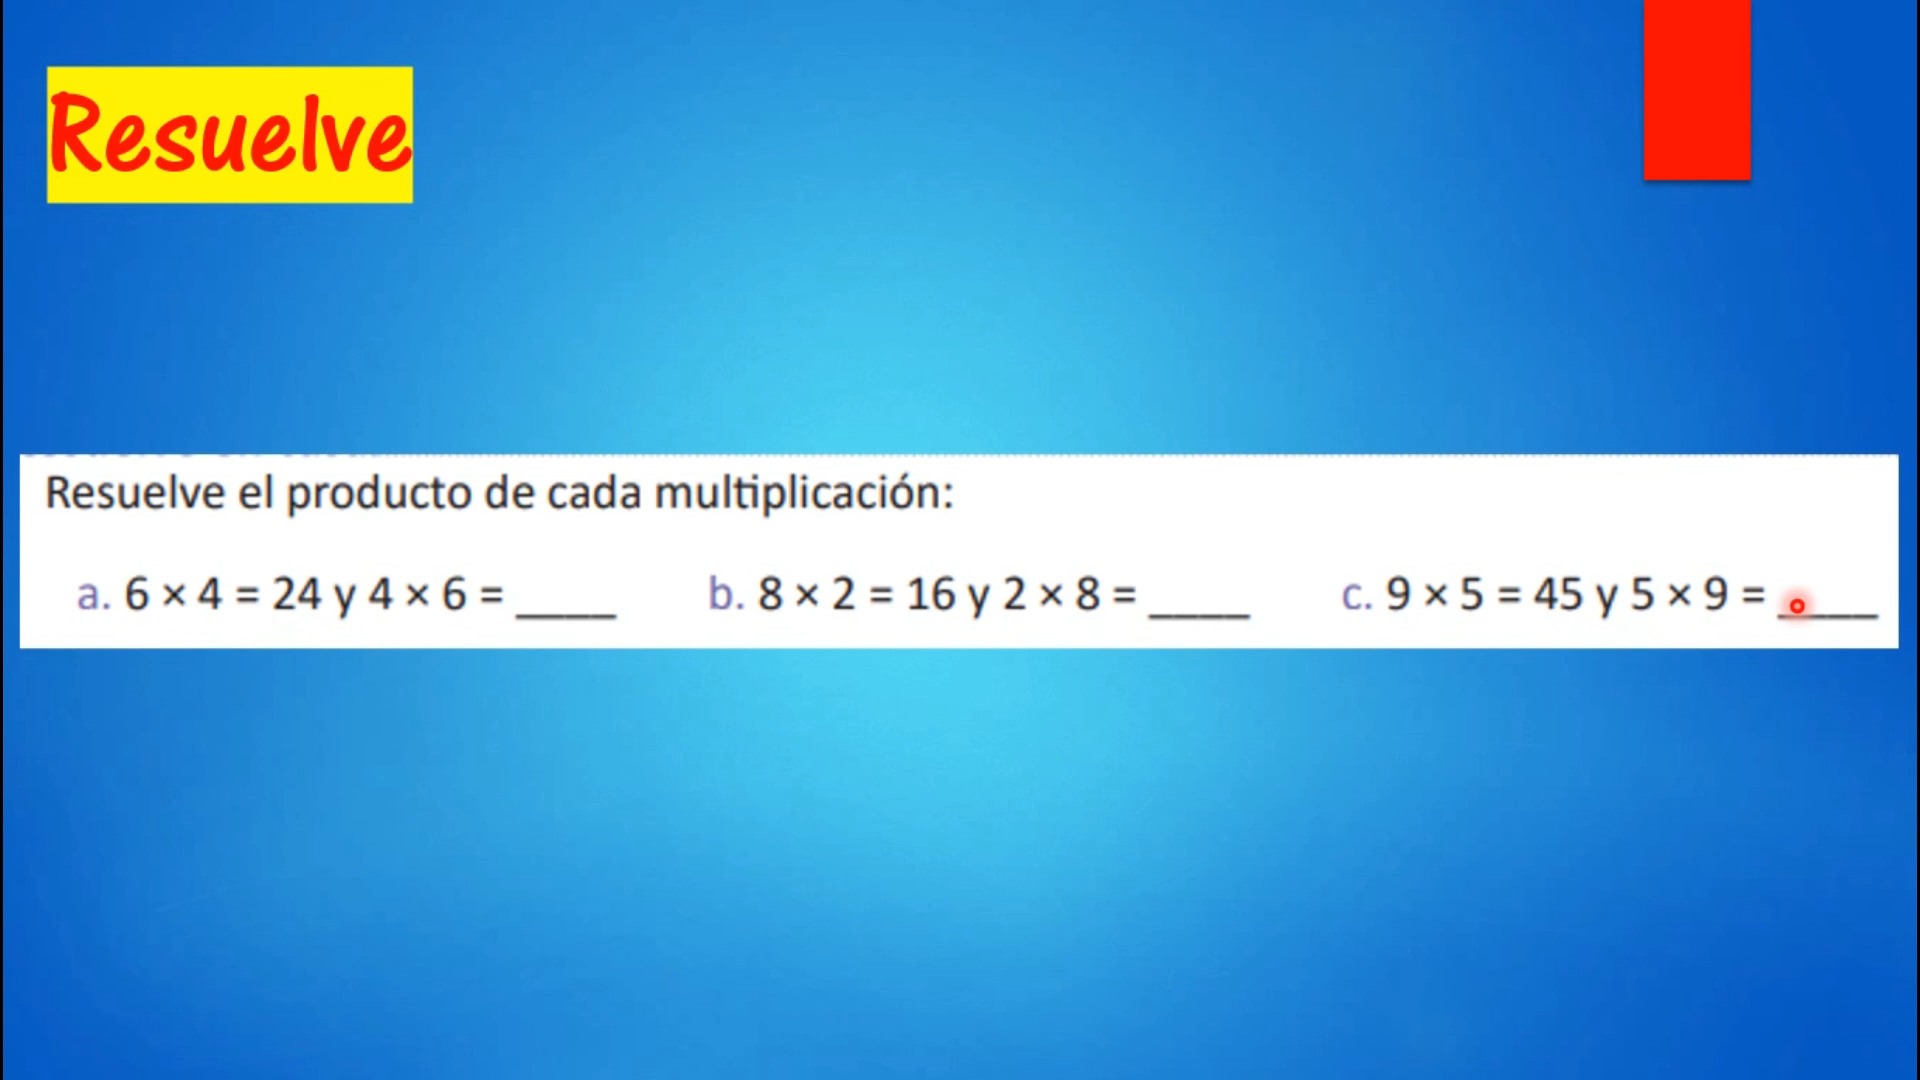 Resuelve
Resuelve el producto de cada multiplicación:
a. 6 × 4 = 24 y 4 × 6 = ____ b. 8 × 2 = 16 y 2 × 8 = ____ c. 9 × 5 = 45 y 5 × 9 = ____